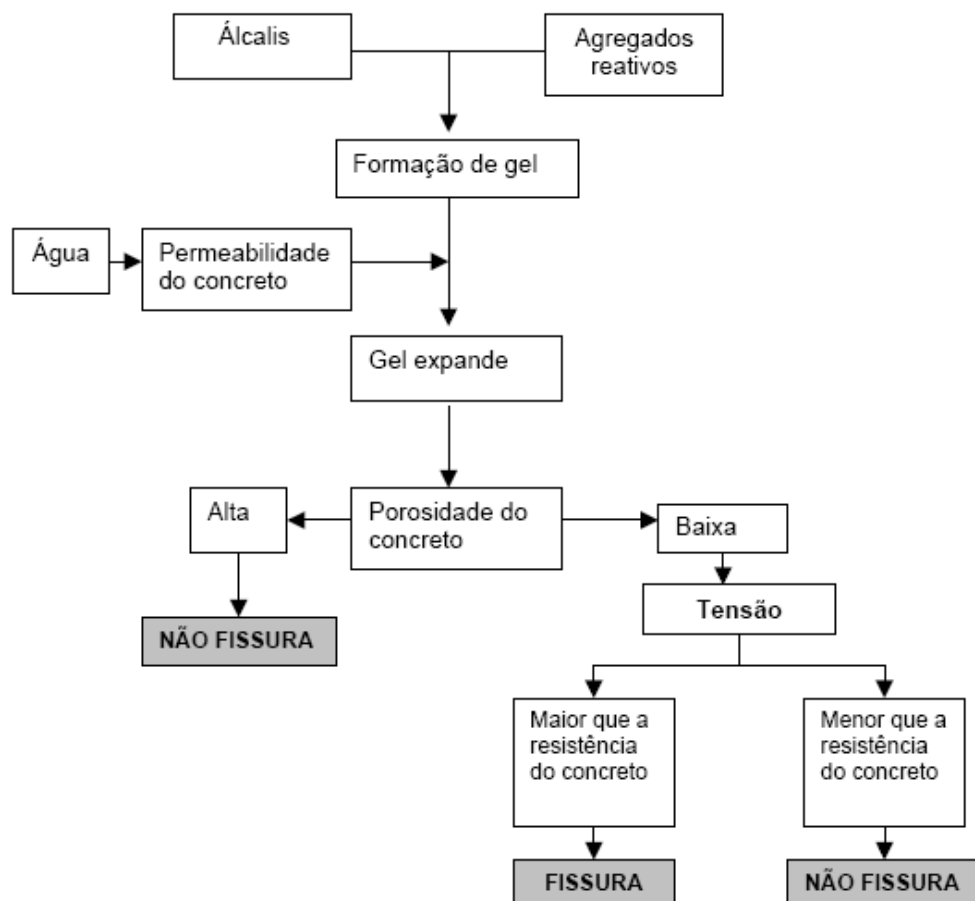 Álcalis
Agregados
reativos
Formação de gel
Água
Permeabilidade
do concreto
Gel expande
Alta
Porosidade do
concreto
Baixa
NÃO FISSURA
Tensão
Maior que a
resistência
do concreto
Menor que a
resistência
do concreto
FISSURA
NÃO FISSURA